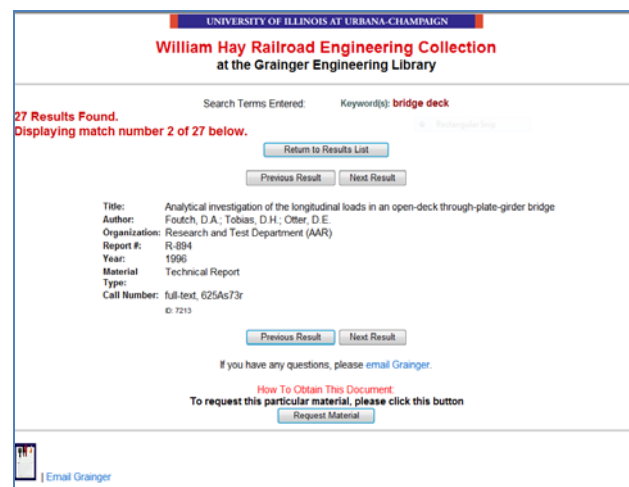 UNIVERSITY OF ILLINOIS AT URBANA-CHAMPAIGN
William Hay Railroad Engineering Collection
at the Grainger Engineering Library
Search Terms Entered: Keyword(s): bridge deck
27 Results Found.
Displaying match number 2 of 27 below.
Rectangular Snip
Return to Results List
Previous Result Next Result
Title: Analytical investigation of the longitudinal loads in an open-deck through-plate-girder bridge
Author: Foutch, D.A.; Tobias, D.H.; Otter, D.E.
Organization: Research and Test Department (AAR)
Report #: R-894
Year: 1996
Material Technical Report
Type:
Call Number: full-text, 625As73r
ID: 7213
Previous Result Next Result
If you have any questions, please email Grainger.
How To Obtain This Document:
To request this particular material, please click this button
Request Material
| Email Grainger